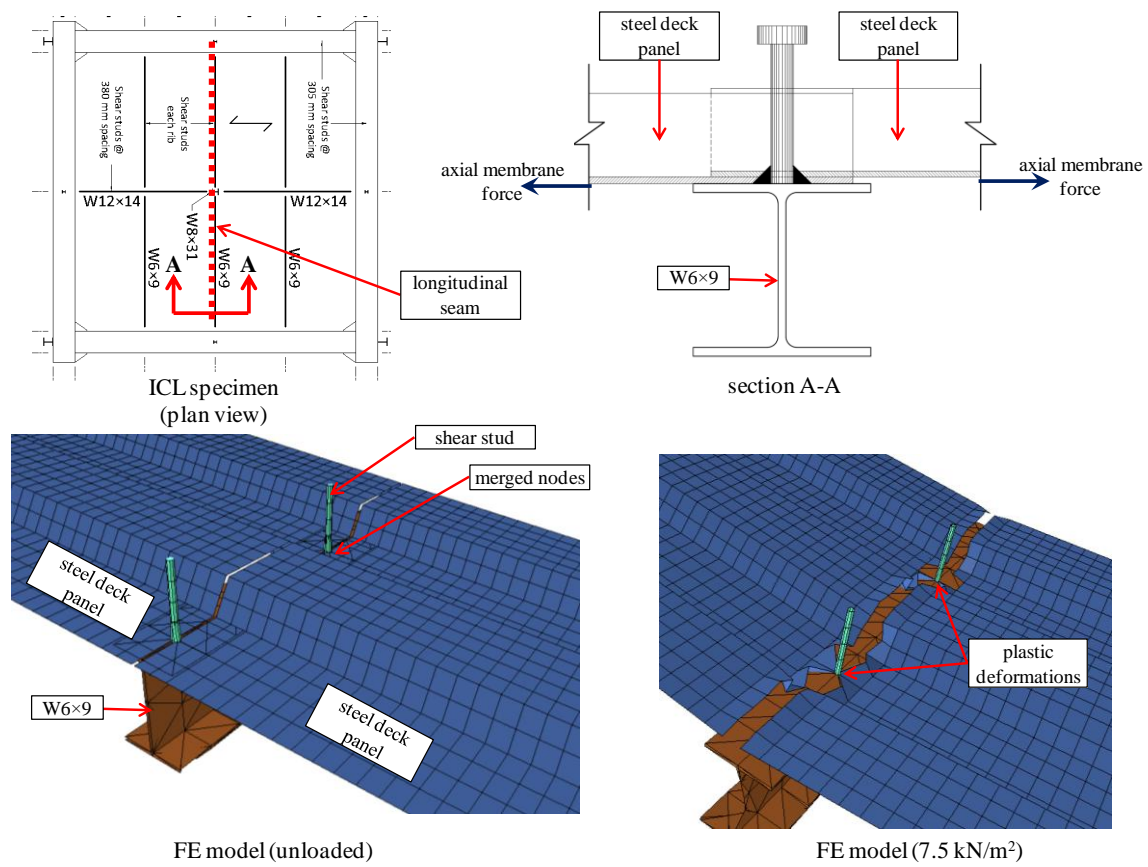 Shear studs @
380 mm spacing
Shear studs
each rib
Shear studs @
305 mm spacing
W12×14
W12×14
W8×31
A
A
W6×9
W6×9
W6×9
longitudinal
seam
ICL specimen
(plan view)
steel deck
panel
steel deck
panel
axial membrane
force
axial membrane
force
W6×9
section A-A
shear stud
merged nodes
steel deck
panel
W6×9
steel deck
panel
FE model (unloaded)
plastic
deformations
FE model (7.5 kN/m²)